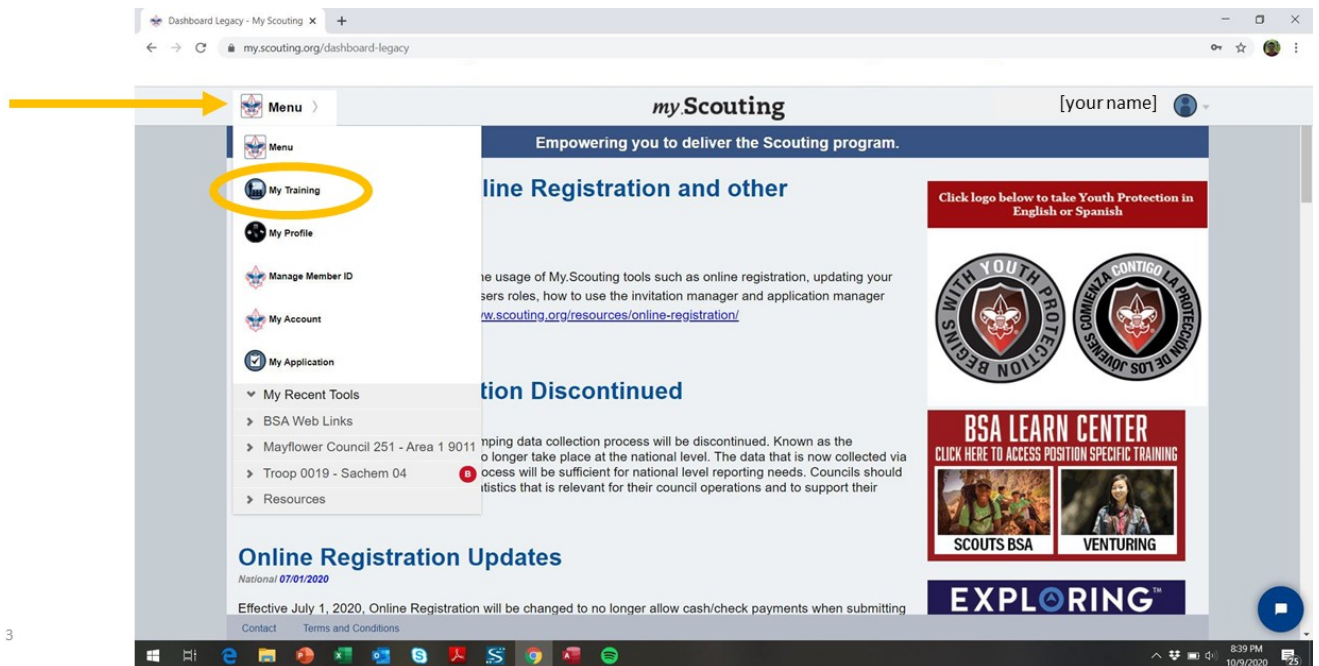 Dashboard Legacy - My Scouting
my.scouting.org/dashboard-legacy
Menu
my.Scouting
[your name]
Menu
My Training
My Profile
Manage Member ID
My Account
My Application
My Recent Tools
BSA Web Links
Mayflower Council 251 - Area 1 9011
Troop 0019 - Sachem 04 B
Resources
Empowering you to deliver the Scouting program.
line Registration and other
e usage of My.Scouting tools such as online registration, updating your
sers roles, how to use the invitation manager and application manager
w.scouting.org/resources/online-registration/
tion Discontinued
mping data collection process will be discontinued. Known as the
o longer take place at the national level. The data that is now collected via
ocess will be sufficient for national level reporting needs. Councils should
tistics that is relevant for their council operations and to support their
Online Registration Updates
National 07/01/2020
Effective July 1, 2020, Online Registration will be changed to no longer allow cash/check payments when submitting
Click logo below to take Youth Protection in
English or Spanish
YOUTH PROTECTION BEGINS WITH YOU
LA PROTECCIÓN DE LOS JÓVENES COMIENZA CONTIGO
BSA LEARN CENTER
CLICK HERE TO ACCESS POSITION SPECIFIC TRAINING
SCOUTS BSA
VENTURING
EXPLORING™
Contact
Terms and Conditions
3
8:39 PM
10/9/2020
25